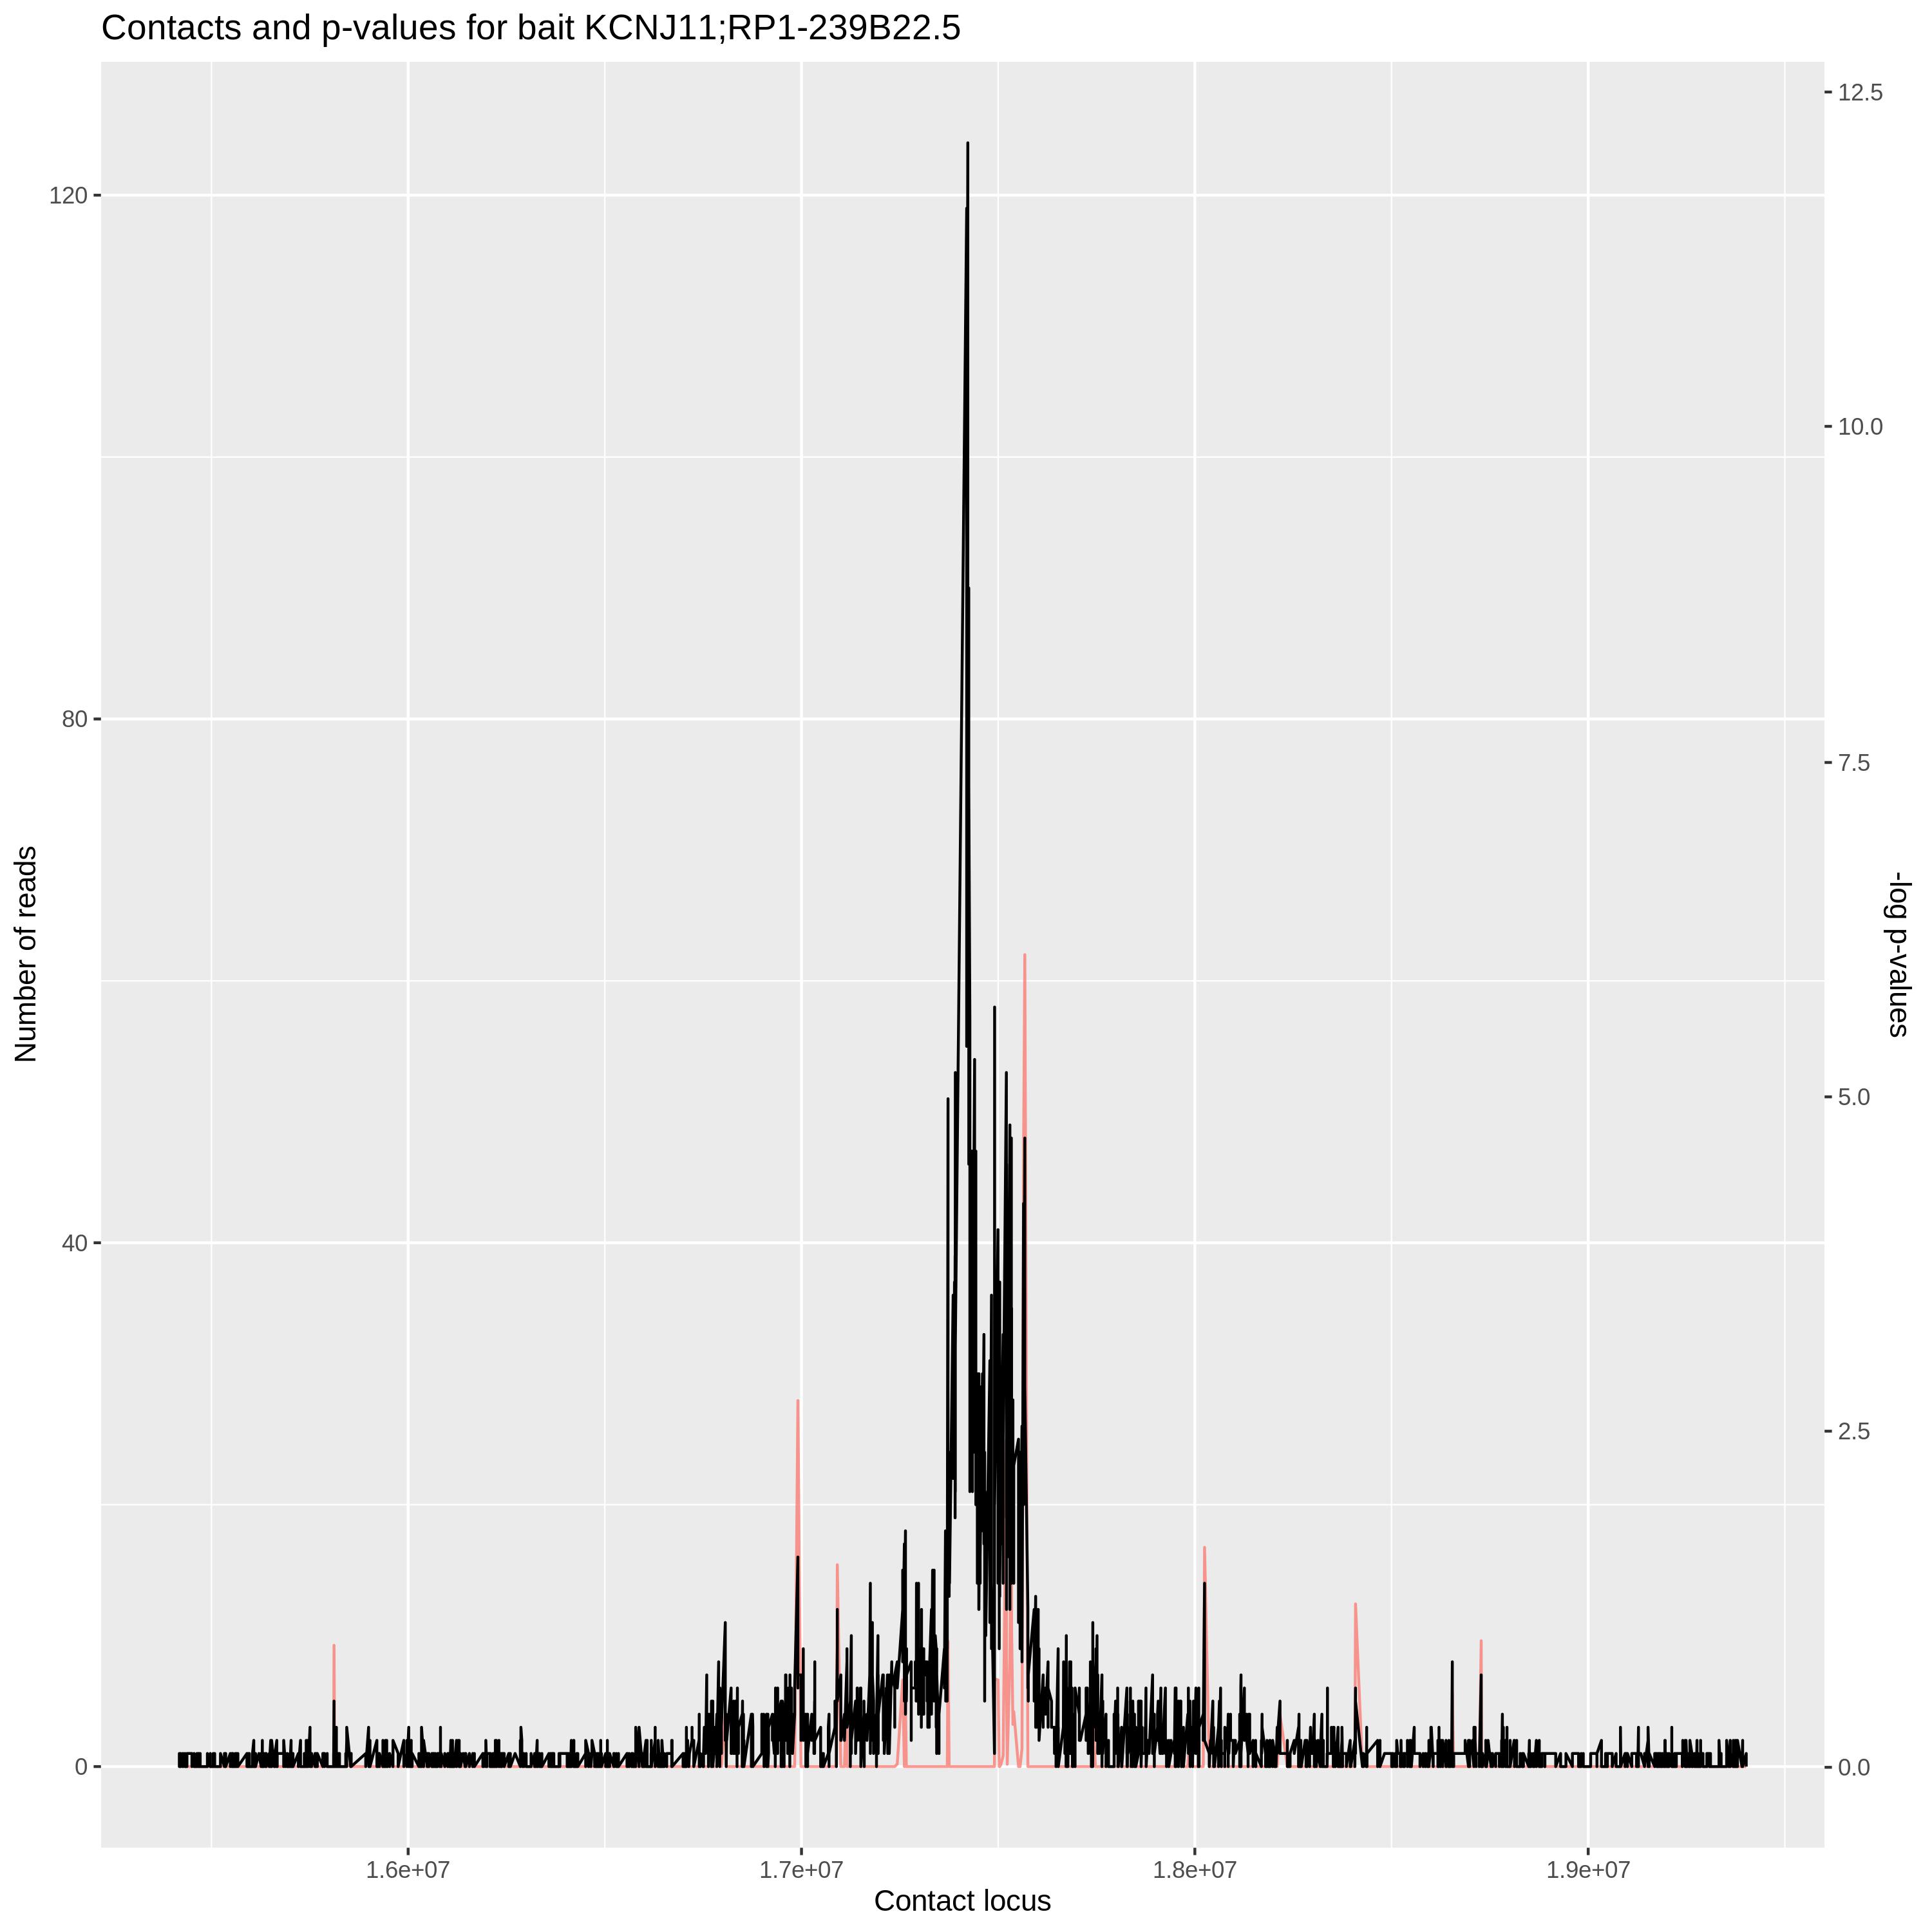 Contacts and p-values for bait KCNJ11;RP1-239B22.5
12.5
120
10.0
80
7.5
Number of reads
-log p-values
5.0
40
2.5
0
0.0
1.6e+07 1.7e+07 1.8e+07 1.9e+07
Contact locus